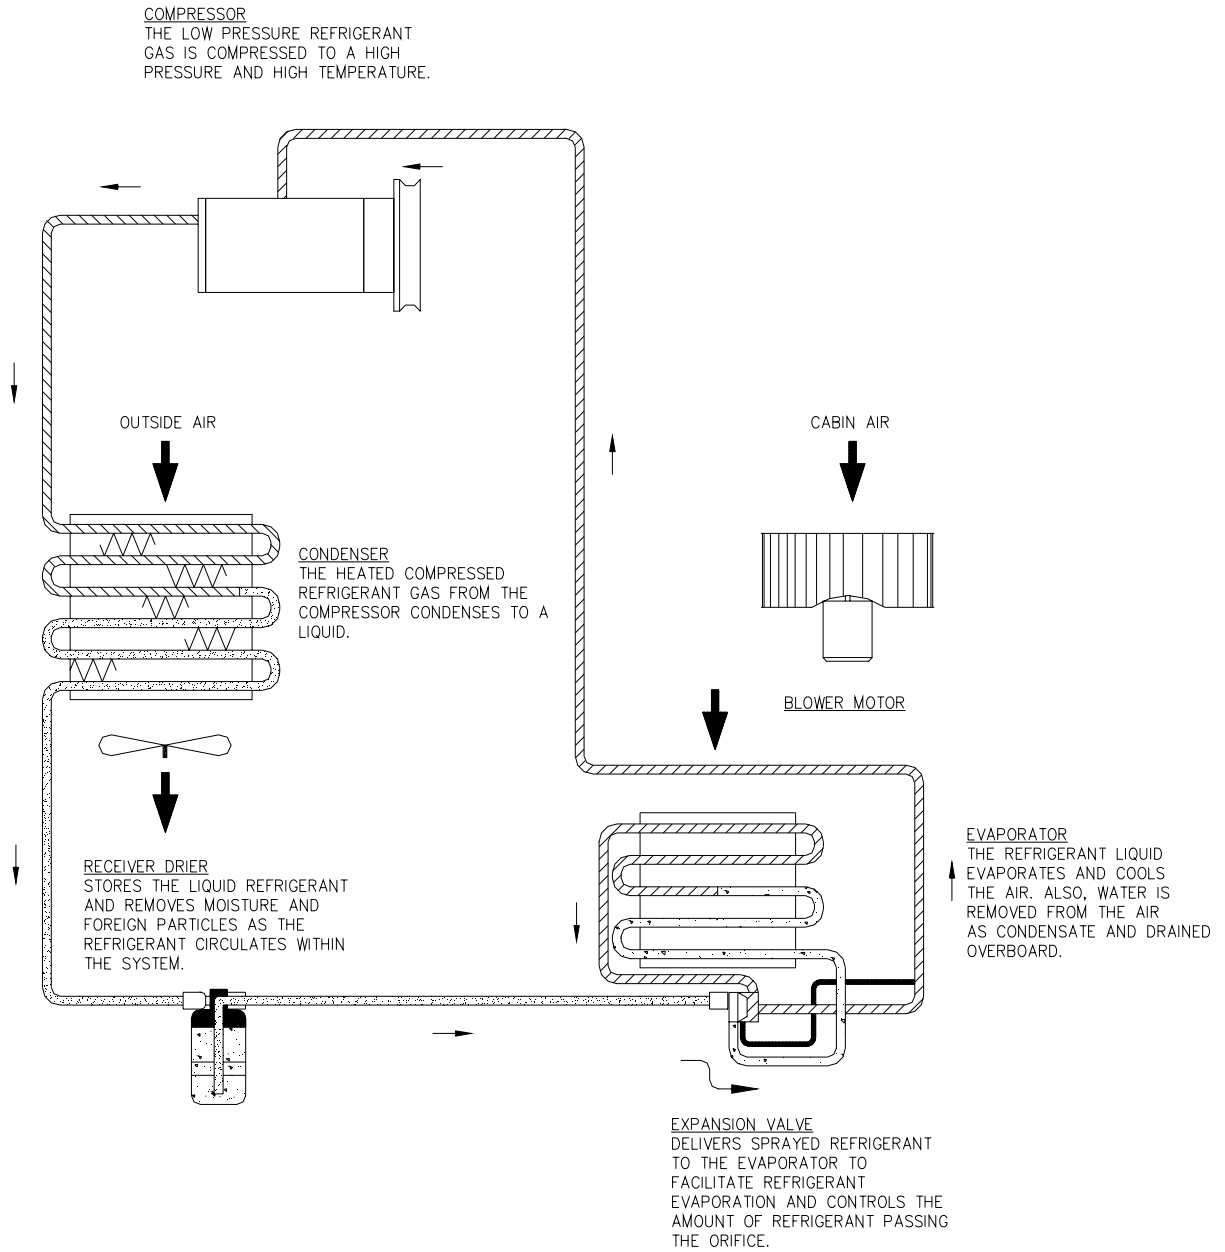 COMPRESSOR
THE LOW PRESSURE REFRIGERANT
GAS IS COMPRESSED TO A HIGH
PRESSURE AND HIGH TEMPERATURE.
OUTSIDE AIR
CABIN AIR
CONDENSER
THE HEATED COMPRESSED
REFRIGERANT GAS FROM THE
COMPRESSOR CONDENSES TO A
LIQUID.
BLOWER MOTOR
RECEIVER DRIER
STORES THE LIQUID REFRIGERANT
AND REMOVES MOISTURE AND
FOREIGN PARTICLES AS THE
REFRIGERANT CIRCULATES WITHIN
THE SYSTEM.
EVAPORATOR
THE REFRIGERANT LIQUID
EVAPORATES AND COOLS
THE AIR. ALSO, WATER IS
REMOVED FROM THE AIR
AS CONDENSATE AND DRAINED
OVERBOARD.
EXPANSION VALVE
DELIVERS SPRAYED REFRIGERANT
TO THE EVAPORATOR TO
FACILITATE REFRIGERANT
EVAPORATION AND CONTROLS THE
AMOUNT OF REFRIGERANT PASSING
THE ORIFICE.